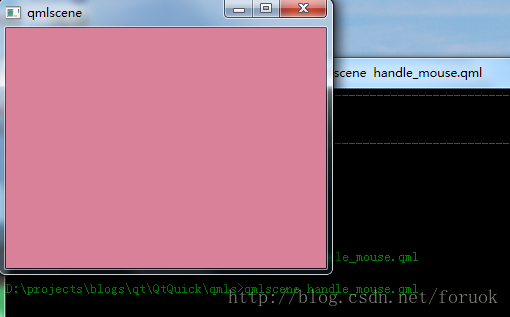 qmlscene
scene handle_mouse.qml
le_mouse.qml
D:\projects\blogs\qt\QtQuick\qmls>qmlscene handle_mouse.qml
http://blog.csdn.net/foruok